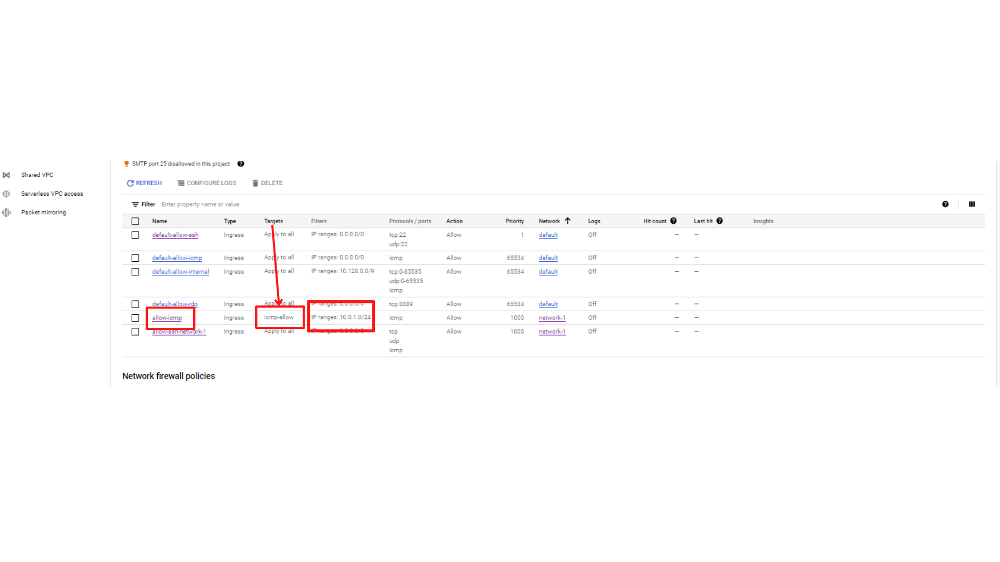 SMTP port 25 disallowed in this project
Shared VPC
Serverless VPC access
Packet mirroring
REFRESH CONFIGURE LOGS DELETE
Filter Enter property name or value
Name Type Targets Filters Protocols / ports Action Priority Network Logs Hit count Last hit Insights
default-allow-ssh Ingress Apply to all IP ranges: 0.0.0.0/0 tcp:22 Allow 1 default Off – –
udp:22
default-allow-icmp Ingress Apply to all IP ranges: 0.0.0.0/0 icmp Allow 65534 default Off – –
default-allow-internal Ingress Apply to all IP ranges: 10.128.0.0/9 tcp:0-65535 Allow 65534 default Off – –
udp:0-65535
icmp
default-allow-rdp Ingress Apply to all IP ranges: 0.0.0.0/0 tcp:3389 Allow 65534 default Off – –
allow-icmp Ingress icmp-allow IP ranges: 10.0.1.0/24 icmp Allow 1000 network-1 Off – –
allow-ssh-network-1 Ingress Apply to all IP ranges: 0.0.0.0/0 tcp Allow 1000 network-1 Off – –
udp
icmp
Network firewall policies